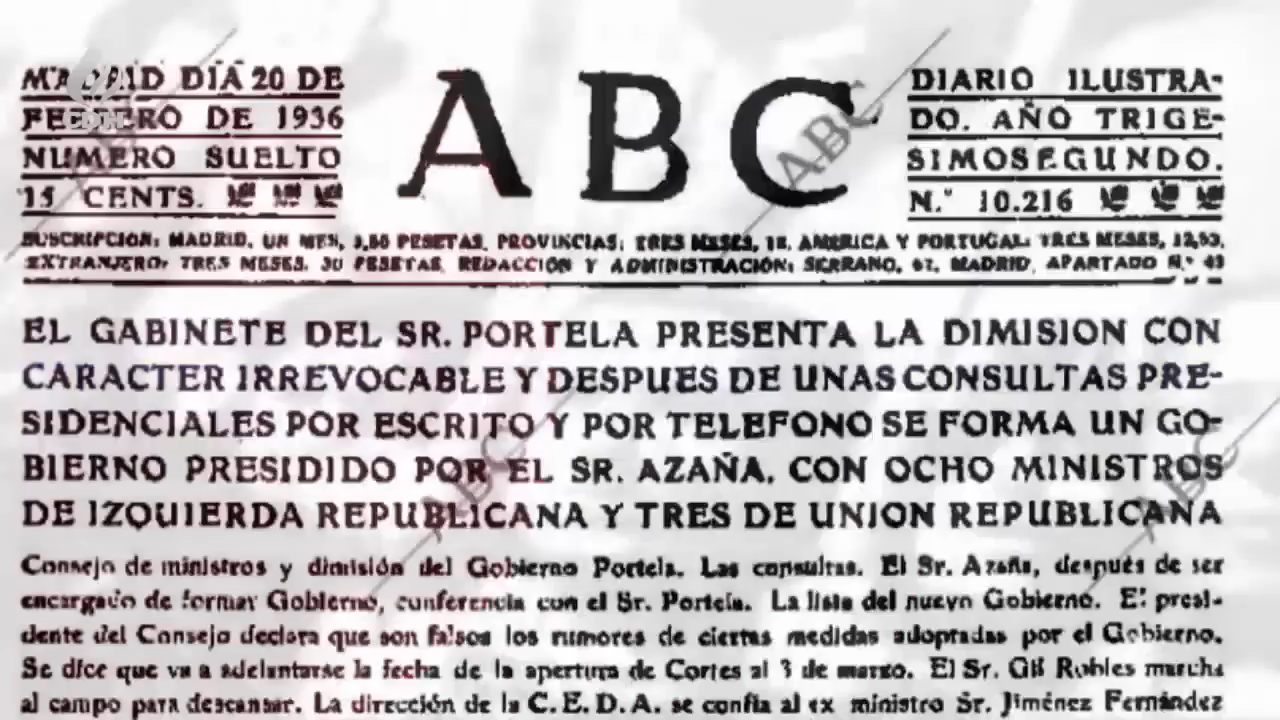 MADRID DIA 20 DE
FEBRERO DE 1936
NUMERO SUELTO
15 CENTS.
ABC
DIARIO ILUSTRA-
DO. AÑO TRIGE-
SIMOSEGUNDO.
N.º 10.216
SUSCRIPCION: MADRID, UN MES, PESETAS. PROVINCIAS: TRES MESES, AMERICA Y PORTUGAL: TRES MESES,
EXTRANJERO: TRES MESES, 30 PESETAS. REDACCION Y ADMINISTRACION: SERRANO, MADRID. APARTADO N.º
EL GABINETE DEL SR. PORTELA PRESENTA LA DIMISION CON
CARACTER IRREVOCABLE Y DESPUES DE UNAS CONSULTAS PRE-
SIDENCIALES POR ESCRITO Y POR TELEFONO SE FORMA UN GO-
BIERNO PRESIDIDO POR EL SR. AZAÑA, CON OCHO MINISTROS
DE IZQUIERDA REPUBLICANA Y TRES DE UNION REPUBLICANA
Consejo de ministros y dimisión del Gobierno Portela. Las consultas. El Sr. Azaña, después de ser
encargado de formar Gobierno, conferencia con el Sr. Portela. La lista del nuevo Gobierno. El presi-
dente del Consejo declara que son falsos los rumores de ciertas medidas adoptadas por el Gobierno.
Se dice que va a adelantarse la fecha de la apertura de Cortes al 3 de marzo. El Sr. Gil Robles marcha
al campo para descansar. La dirección de la C. E. D. A. se confía al ex ministro Sr. Jiménez Fernández
ABC
ABC
ABC